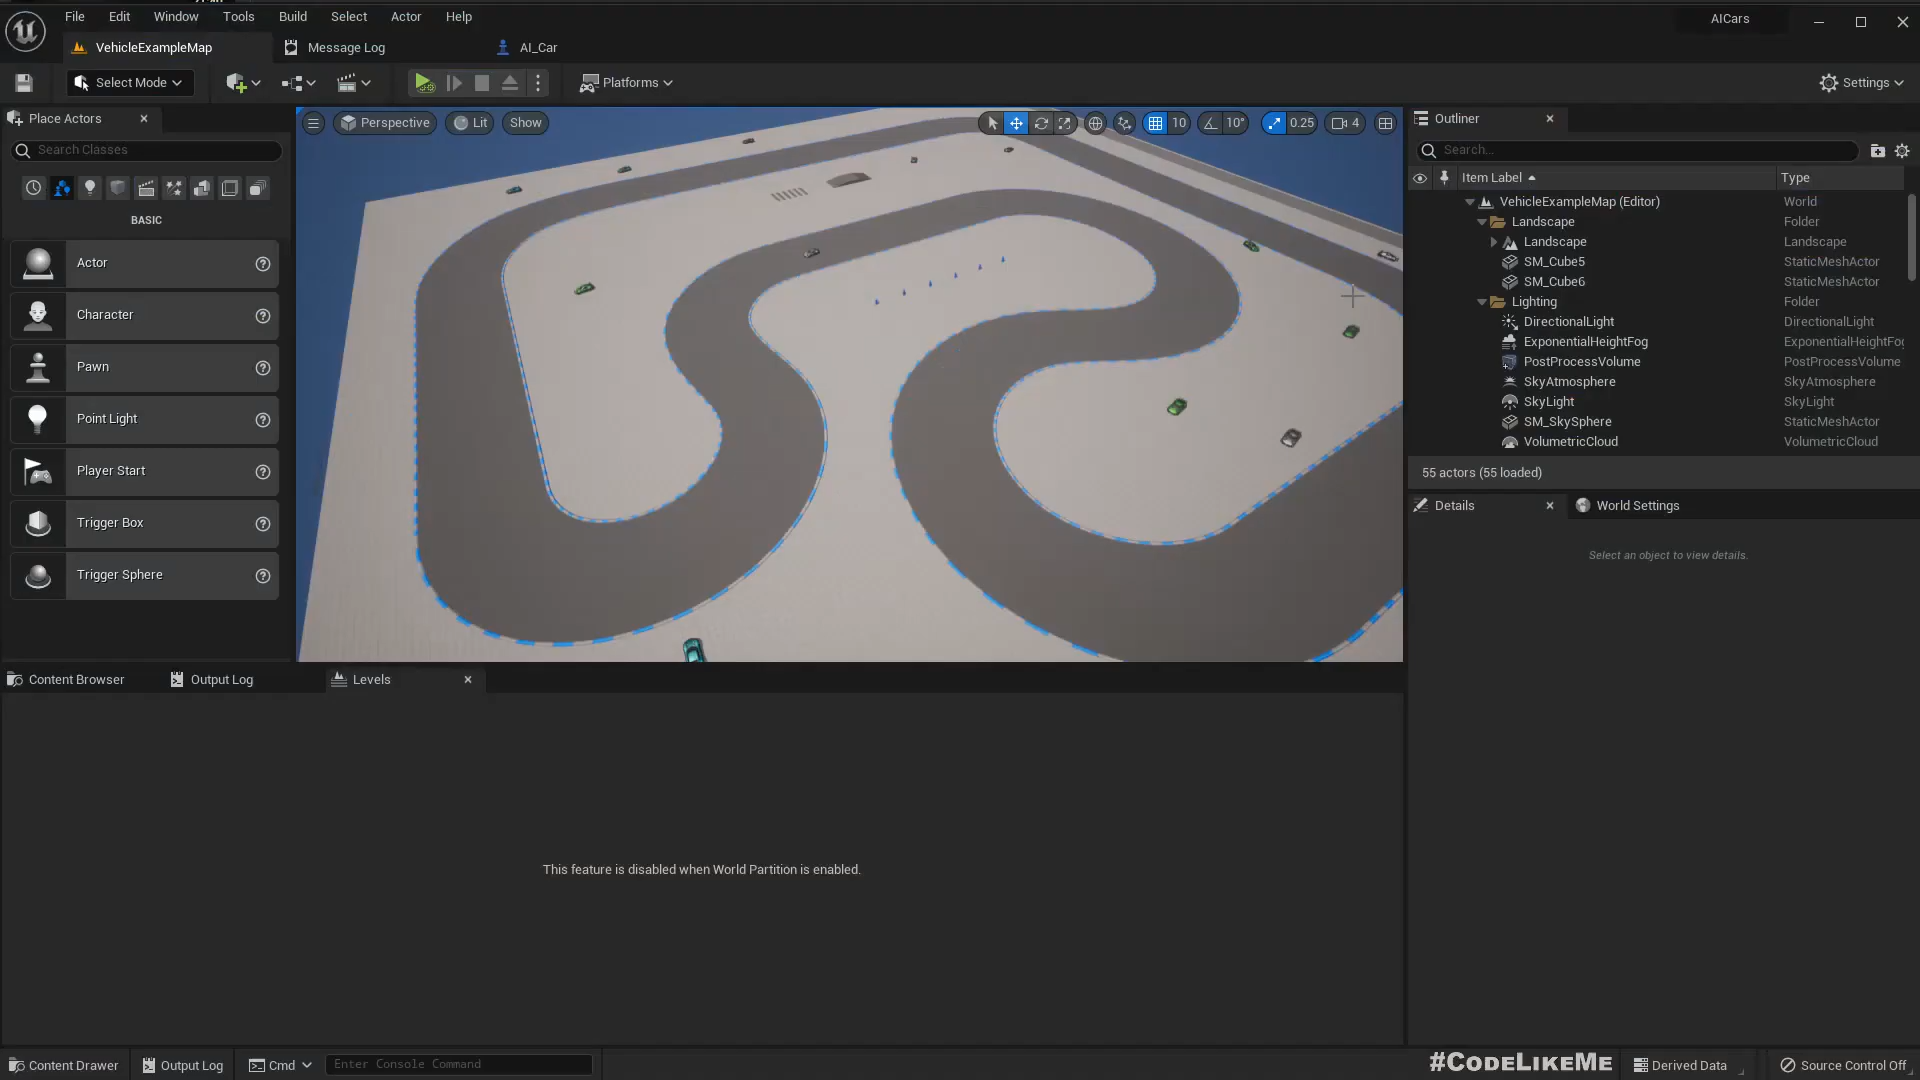 File Edit Window Tools Build Select Actor Help
AICars
VehicleExampleMap Message Log AI_Car
Select Mode Platforms Settings
Place Actors
Search Classes
BASIC
Actor
Character
Pawn
Point Light
Player Start
Trigger Box
Trigger Sphere
Perspective Lit Show 10 10° 0.25 4
Outliner
Search...
Item Label Type
VehicleExampleMap (Editor) World
Landscape Folder
Landscape Landscape
SM_Cube5 StaticMeshActor
SM_Cube6 StaticMeshActor
Lighting Folder
DirectionalLight DirectionalLight
ExponentialHeightFog ExponentialHeightFo
PostProcessVolume PostProcessVolume
SkyAtmosphere SkyAtmosphere
SkyLight SkyLight
SM_SkySphere StaticMeshActor
VolumetricCloud VolumetricCloud
55 actors (55 loaded)
Details World Settings
Select an object to view details.
Content Browser Output Log Levels
This feature is disabled when World Partition is enabled.
Content Drawer Output Log Cmd Enter Console Command
#CODELIKEME
Derived Data Source Control Off